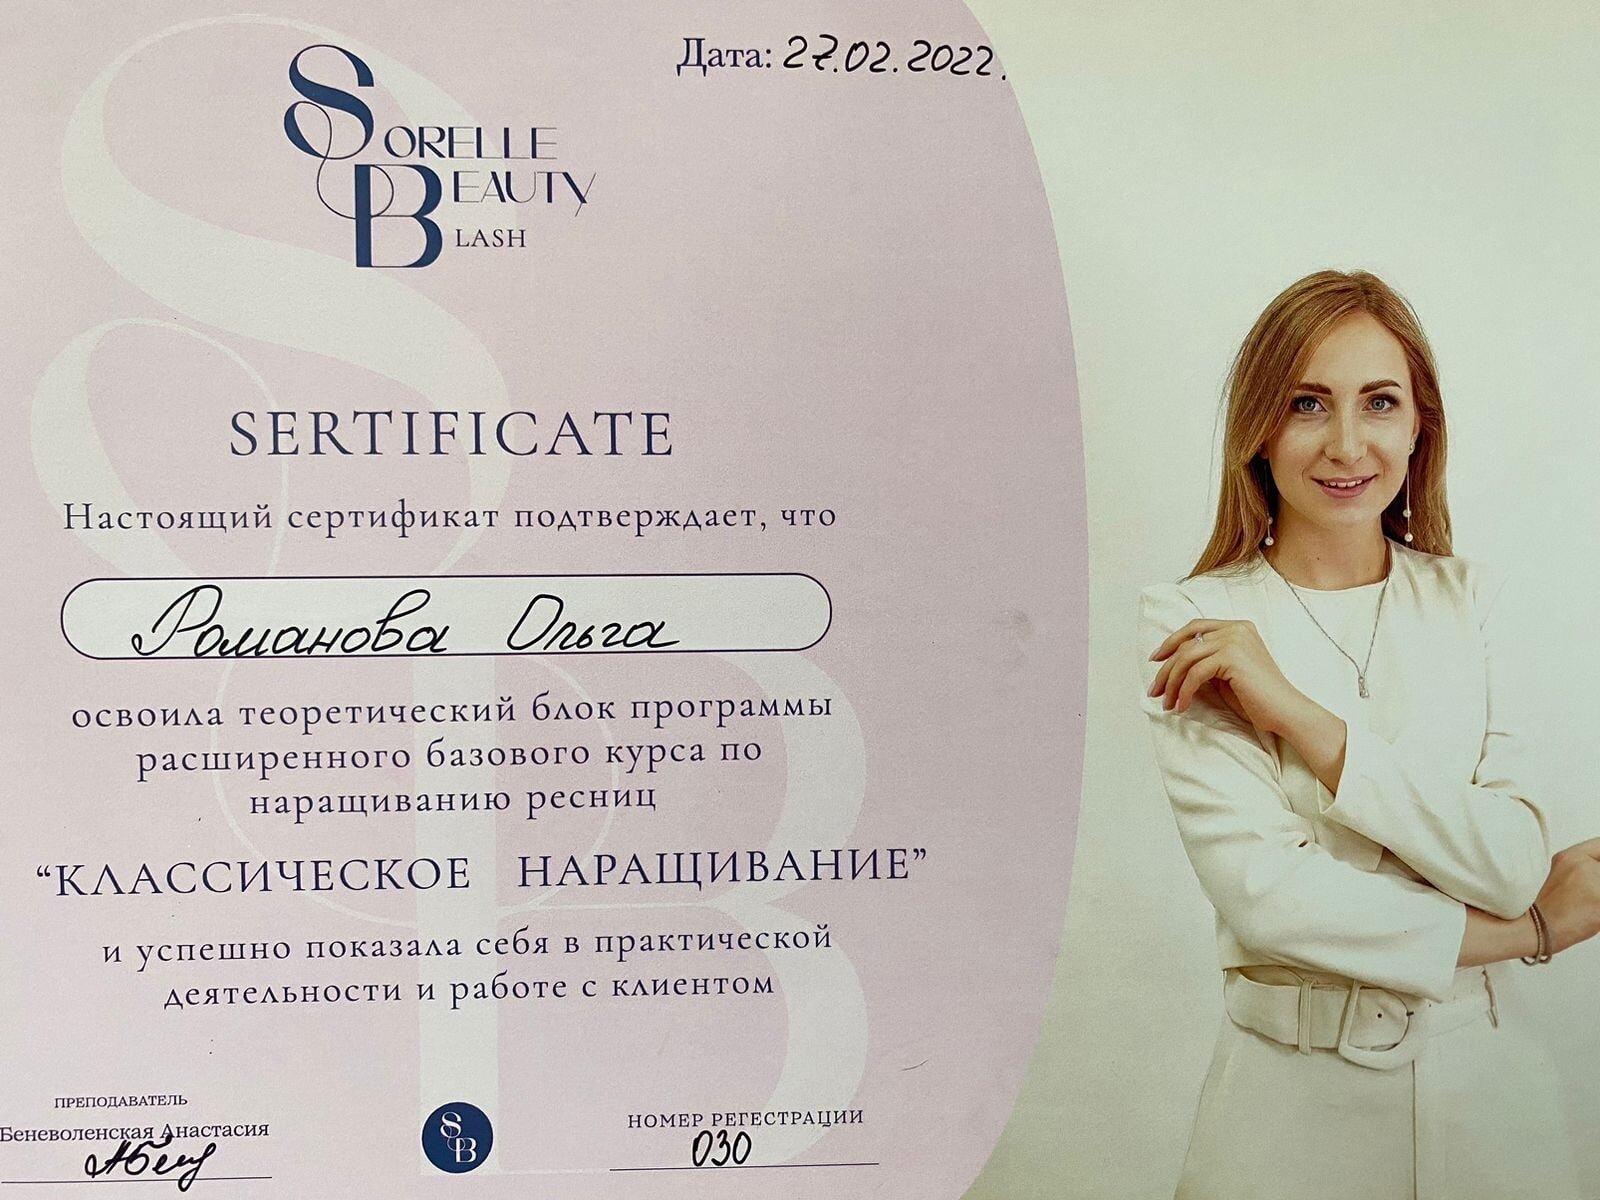 Дата: 27.02.2022.
SORELLE
BEAUTY
LASH
SERTIFICATE
Настоящий сертификат подтверждает, что
Романова Ольга
освоила теоретический блок программы
расширенного базового курса по
наращиванию ресниц
“КЛАССИЧЕСКОЕ НАРАЩИВАНИЕ”
и успешно показала себя в практической
деятельности и работе с клиентом
ПРЕПОДАВАТЕЛЬ
Беневоленская Анастасия
SB
НОМЕР РЕГЕСТРАЦИИ
030